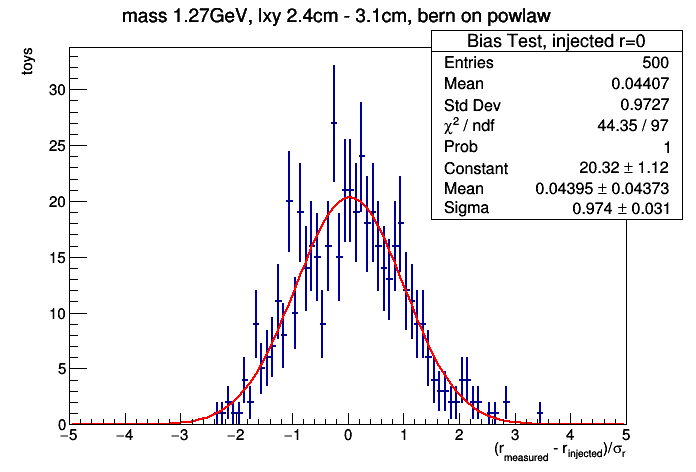 mass 1.27GeV, lxy 2.4cm - 3.1cm, bern on powlaw
Bias Test, injected r=0
Entries 500
Mean 0.04407
Std Dev 0.9727
χ² / ndf 44.35 / 97
Prob 1
Constant 20.32 ± 1.12
Mean 0.04395 ± 0.04373
Sigma 0.974 ± 0.031
toys
30
25
20
15
10
5
0
−5 −4 −3 −2 −1 0 1 2 3 4 5
(r_measured - r_injected)/σ_r